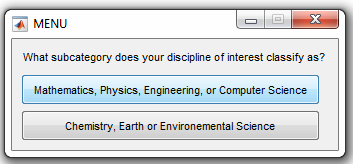 MENU
What subcategory does your discipline of interest classify as?
Mathematics, Physics, Engineering, or Computer Science
Chemistry, Earth or Environemental Science